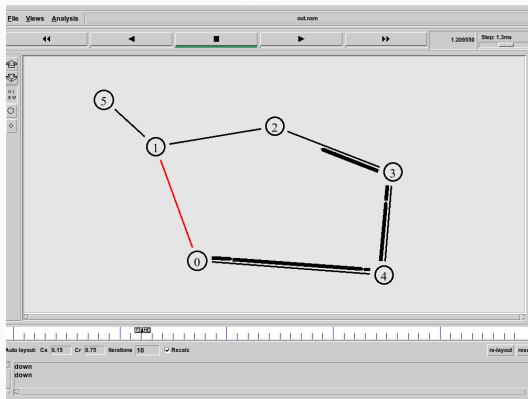 File Views Analysis out.nam
1.209550 Step: 1.3ms
5
2
1
3
0
4
Auto layout: Ca 0.15 Cr 0.75 Iterations 10 Recalc re-layout
down
down